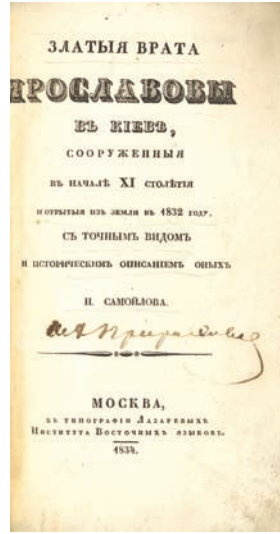 ЗЛАТЫЯ ВРАТА
ЯРОСЛАВОВЫ
ВЪ КІЕВѢ,
СООРУЖЕННЫЯ
ВЪ НАЧАЛѢ XI СТОЛѢТІЯ
И ОТРЫТЫЯ ИЗЪ ЗЕМЛИ ВЪ 1832 ГОДУ.
СЪ ТОЧНЫМЪ ВИДОМЪ
И ИСТОРИЧЕСКИМЪ ОПИСАНІЕМЪ ОНЫХЪ
Н. САМОЙЛОВА.
МОСКВА,
ВЪ ТИПОГРАФІИ ЛАЗАРЕВЫХЪ
ИНСТИТУТА ВОСТОЧНЫХЪ ЯЗЫКОВЪ.
1834.